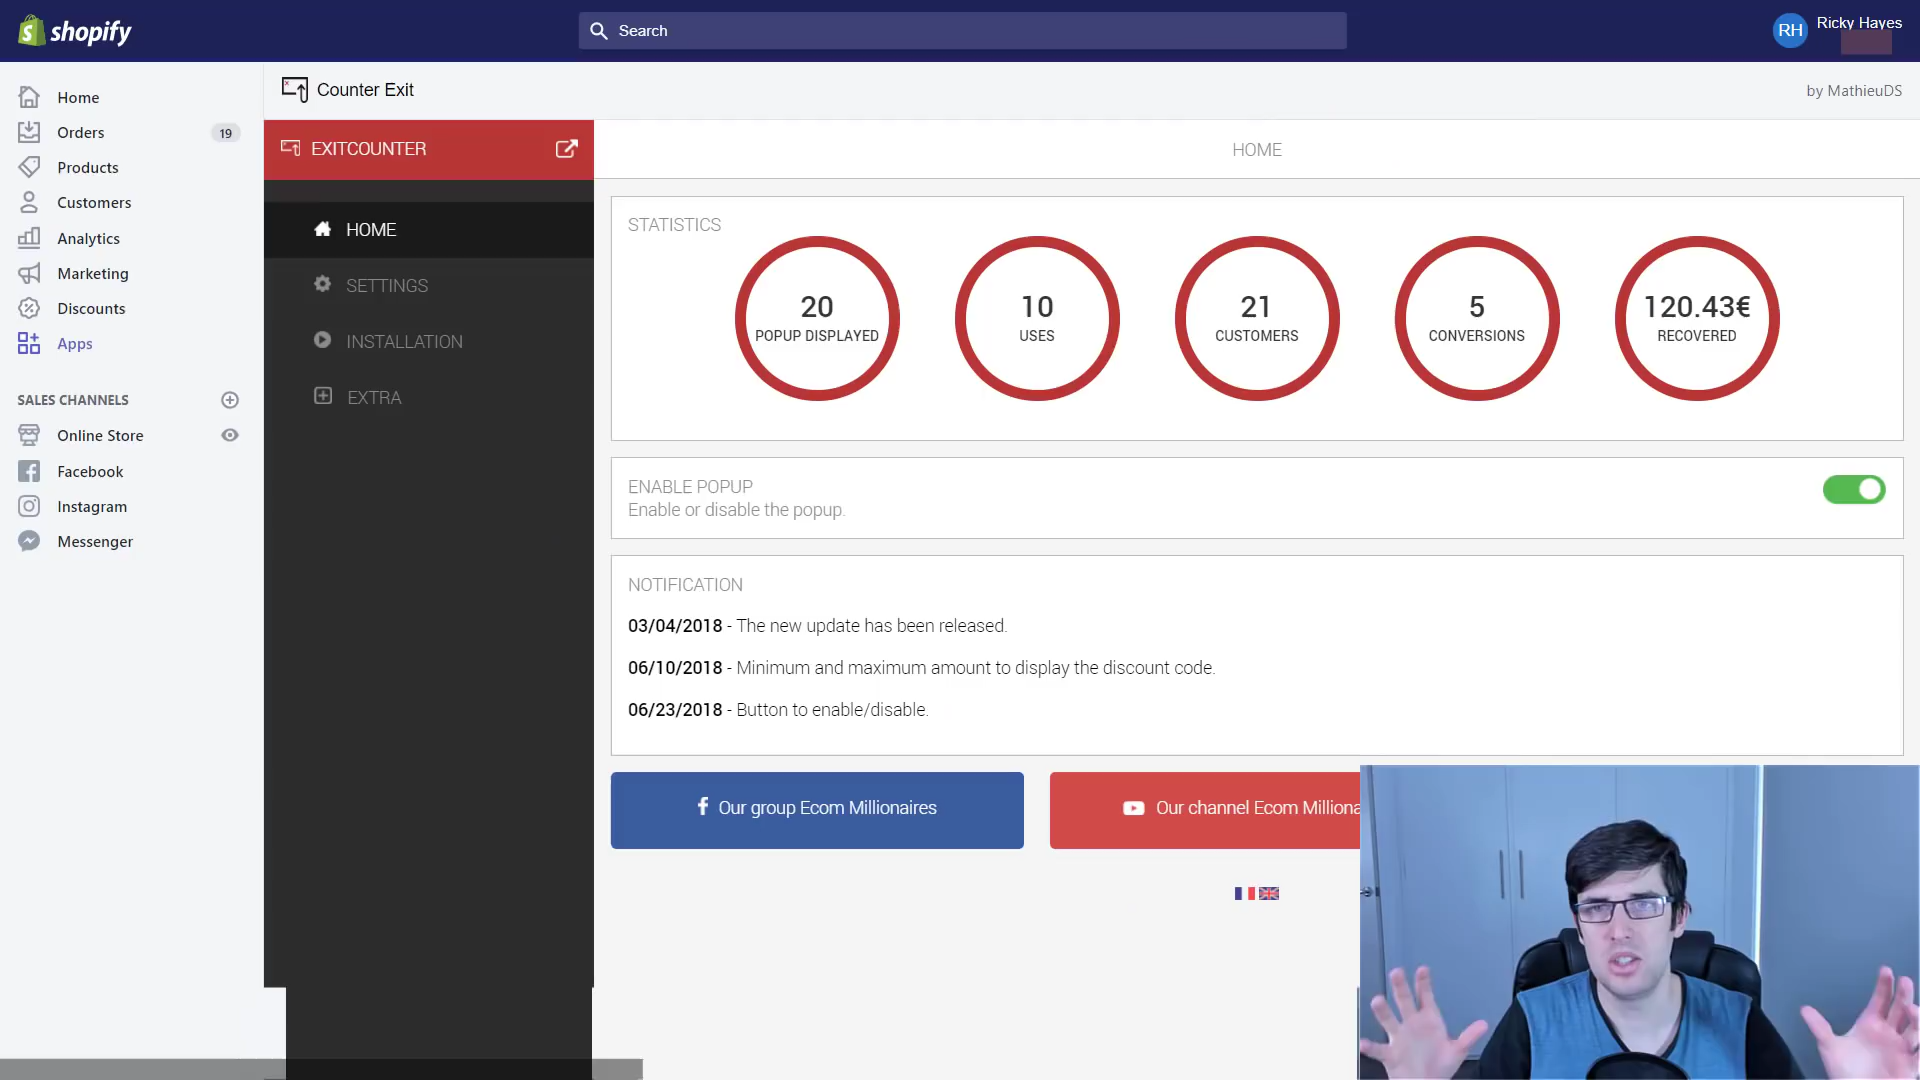 shopify
Search
RH
Ricky Hayes
Home
Orders
19
Products
Customers
Analytics
Marketing
Discounts
Apps
SALES CHANNELS
Online Store
Facebook
Instagram
Messenger
Counter Exit
by MathieuDS
EXITCOUNTER
HOME
SETTINGS
INSTALLATION
EXTRA
HOME
STATISTICS
20
POPUP DISPLAYED
10
USES
21
CUSTOMERS
5
CONVERSIONS
120.43€
RECOVERED
ENABLE POPUP
Enable or disable the popup.
NOTIFICATION
03/04/2018 - The new update has been released.
06/10/2018 - Minimum and maximum amount to display the discount code.
06/23/2018 - Button to enable/disable.
Our group Ecom Millionaires
Our channel Ecom Milliona